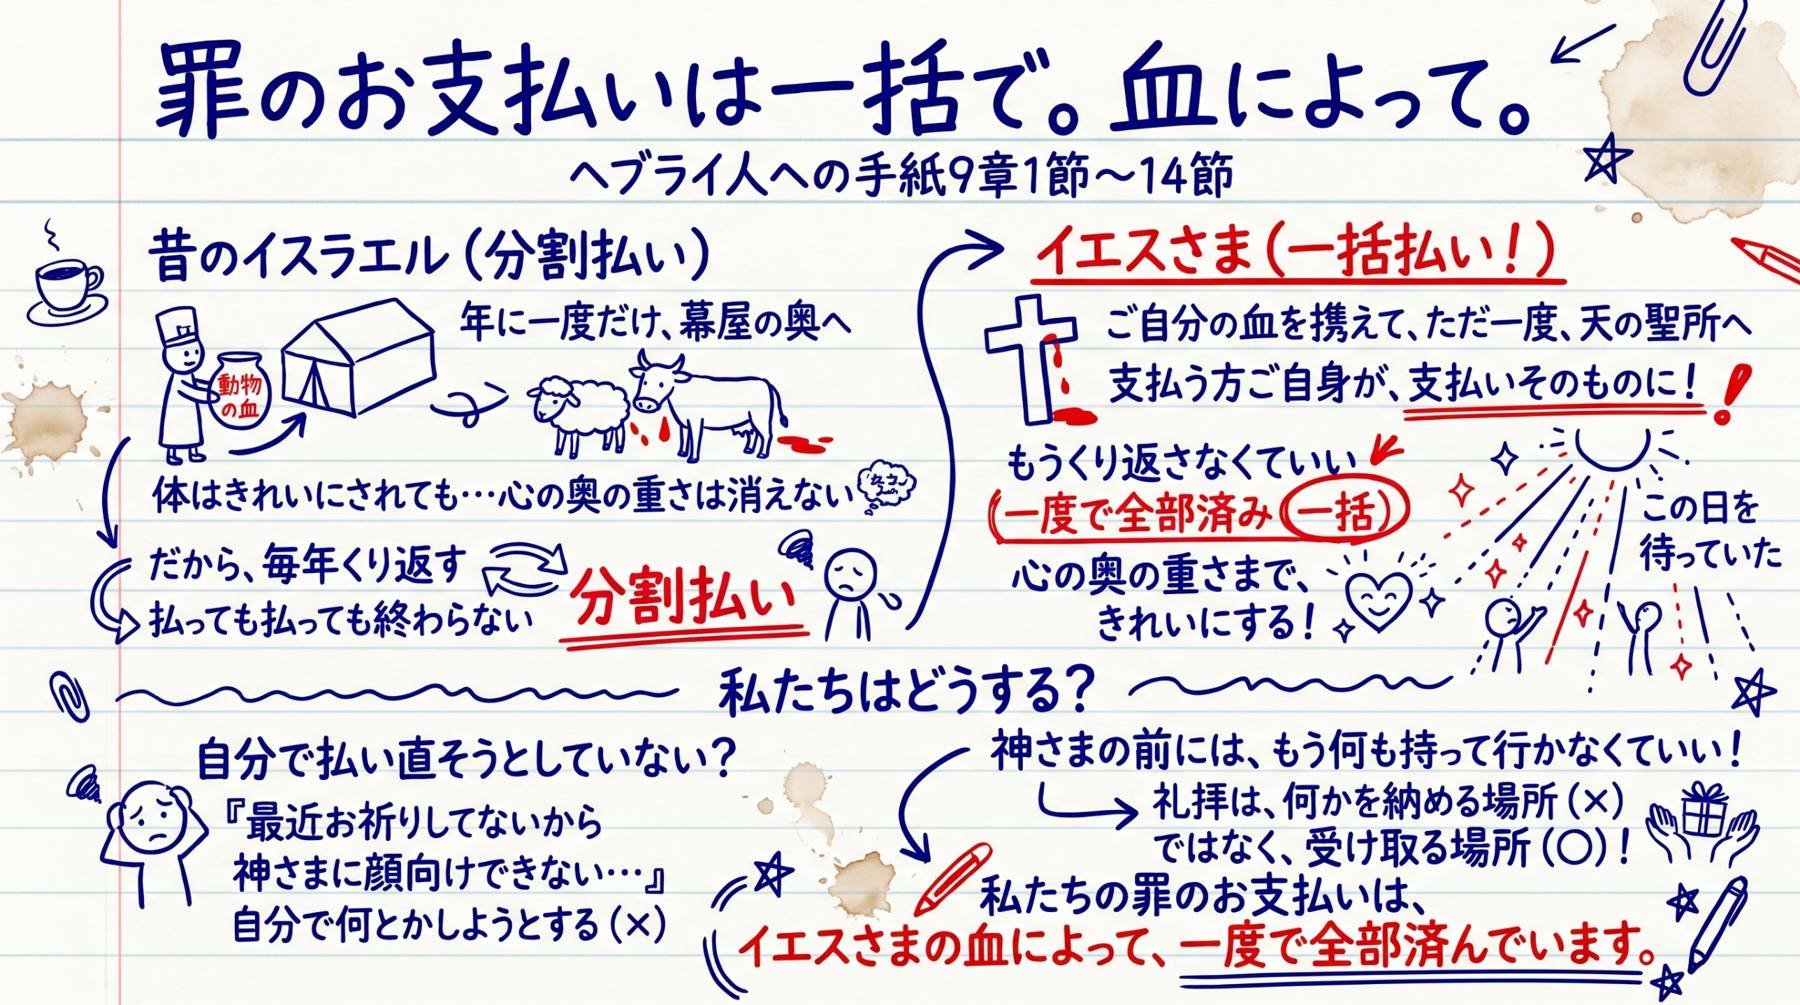 罪のお支払いは一括で。血によって。
ヘブライ人への手紙9章1節〜14節
昔のイスラエル（分割払い）
年に一度だけ、幕屋の奥へ
動物
の血
体はきれいにされても…心の奥の重さは消えない
だから、毎年くり返す
払っても払っても終わらない
分割払い
イエスさま（一括払い！）
ご自分の血を携えて、ただ一度、天の聖所へ
支払う方ご自身が、支払いそのものに！
もうくり返さなくていい
一度で全部済み（一括）
心の奥の重さまで、
きれいにする！
この日を
待っていた
私たちはどうする？
自分で払い直そうとしていない？
『最近お祈りしてないから
神さまに顔向けできない…』
自分で何とかしようとする（×）
神さまの前には、もう何も持って行かなくていい！
礼拝は、何かを納める場所（×）
ではなく、受け取る場所（〇）！
私たちの罪のお支払いは、
イエスさまの血によって、一度で全部済んでいます。